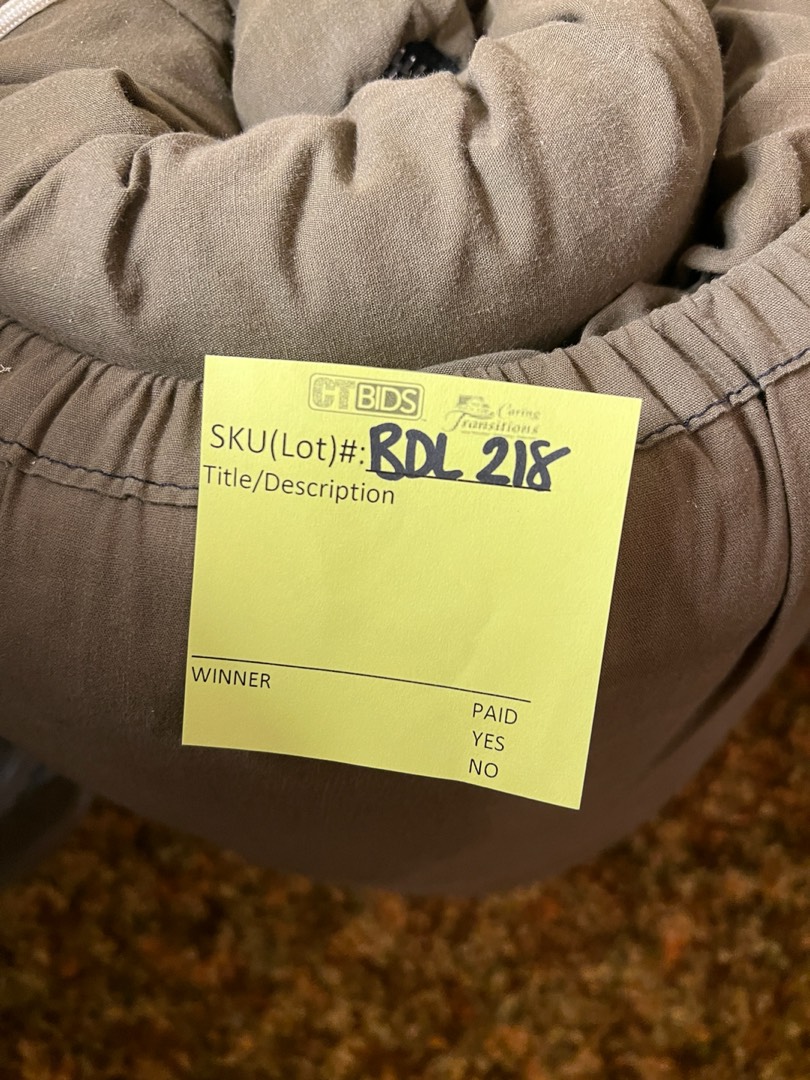 CTBIDS
Caring
Transitions
SKU(Lot)#: BDL 218
Title/Description
WINNER
PAID
YES
NO